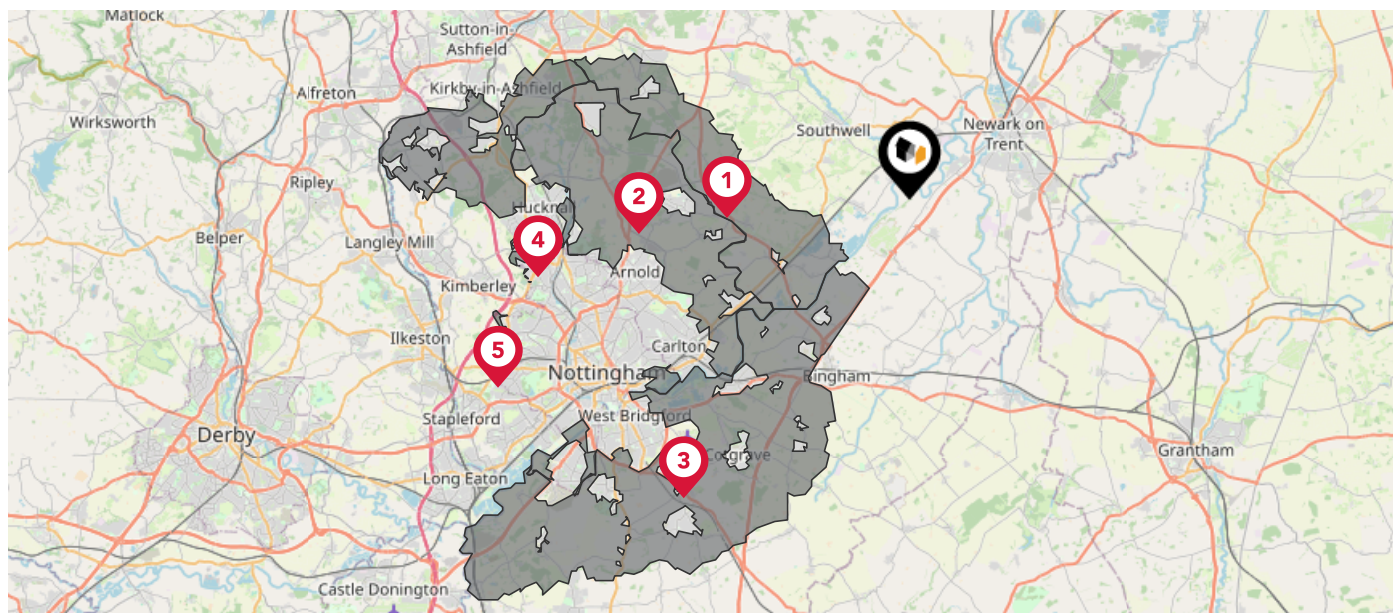 Matlock
Sutton-in-
Ashfield
Kirkby-in-Ashfield
Alfreton
Wirksworth
Southwell
Newark on
Trent
1
Ripley
2
Hucknall
Belper
Langley Mill
4
Arnold
Kimberley
Ilkeston
5
Carlton
Nottingham
Bingham
Stapleford
West Bridgford
Derby
3
Cotgrave
Grantham
Long Eaton
Castle Donington